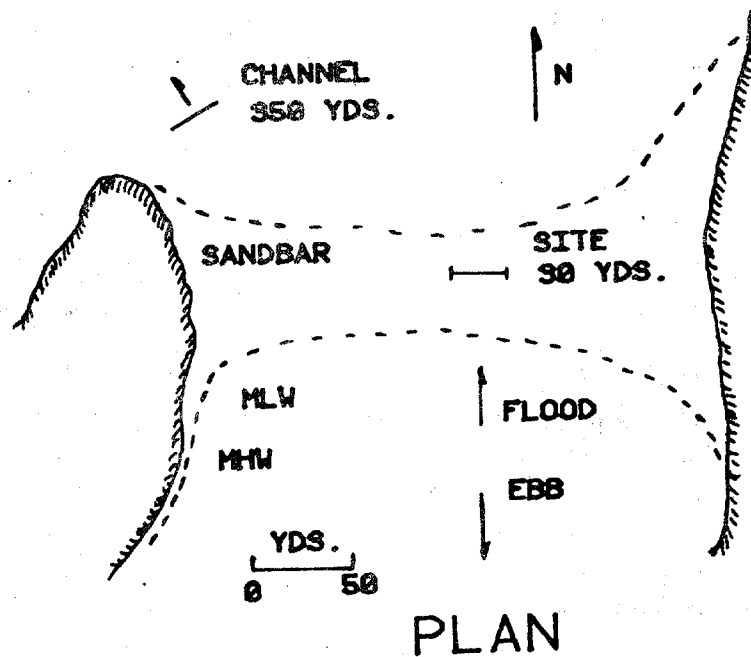 CHANNEL
350 YDS.
N
SANDBAR
SITE
30 YDS.
MLW
FLOOD
MHW
EBB
YDS.
0 50
PLAN